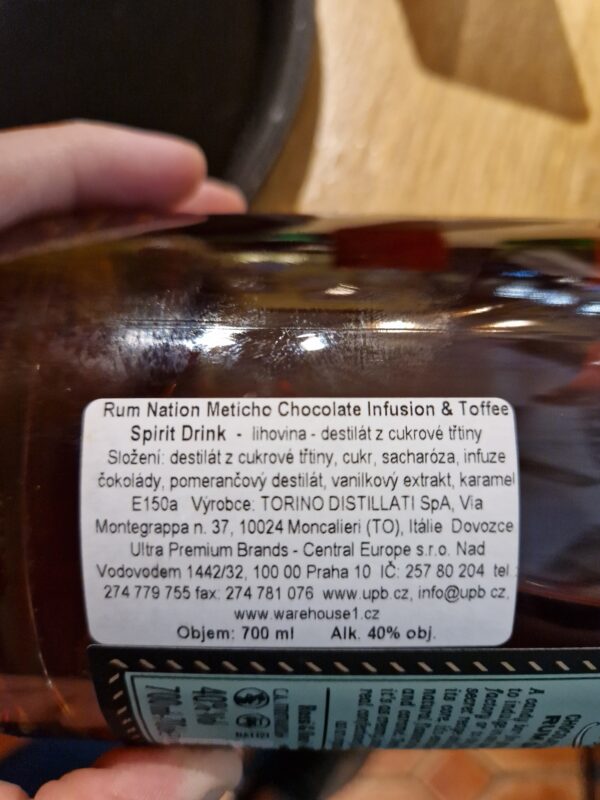 Rum Nation Meticho Chocolate Infusion & Toffee
Spirit Drink - lihovina - destilát z cukrové třtiny
Složení: destilát z cukrové třtiny, cukr, sacharóza, infuze
čokolády, pomerančový destilát, vanilkový extrakt, karamel
E150a Výrobce: TORINO DISTILLATI SpA, Via
Montegrappa n. 37, 10024 Moncalieri (TO), Itálie Dovozce
Ultra Premium Brands - Central Europe s.r.o. Nad
Vodovodem 1442/32, 100 00 Praha 10 IČ: 257 80 204 tel
274 779 755 fax: 274 781 076 www.upb cz, info@upb cz,
www.warehouse1.cz
Objem: 700 ml Alk. 40% obj.